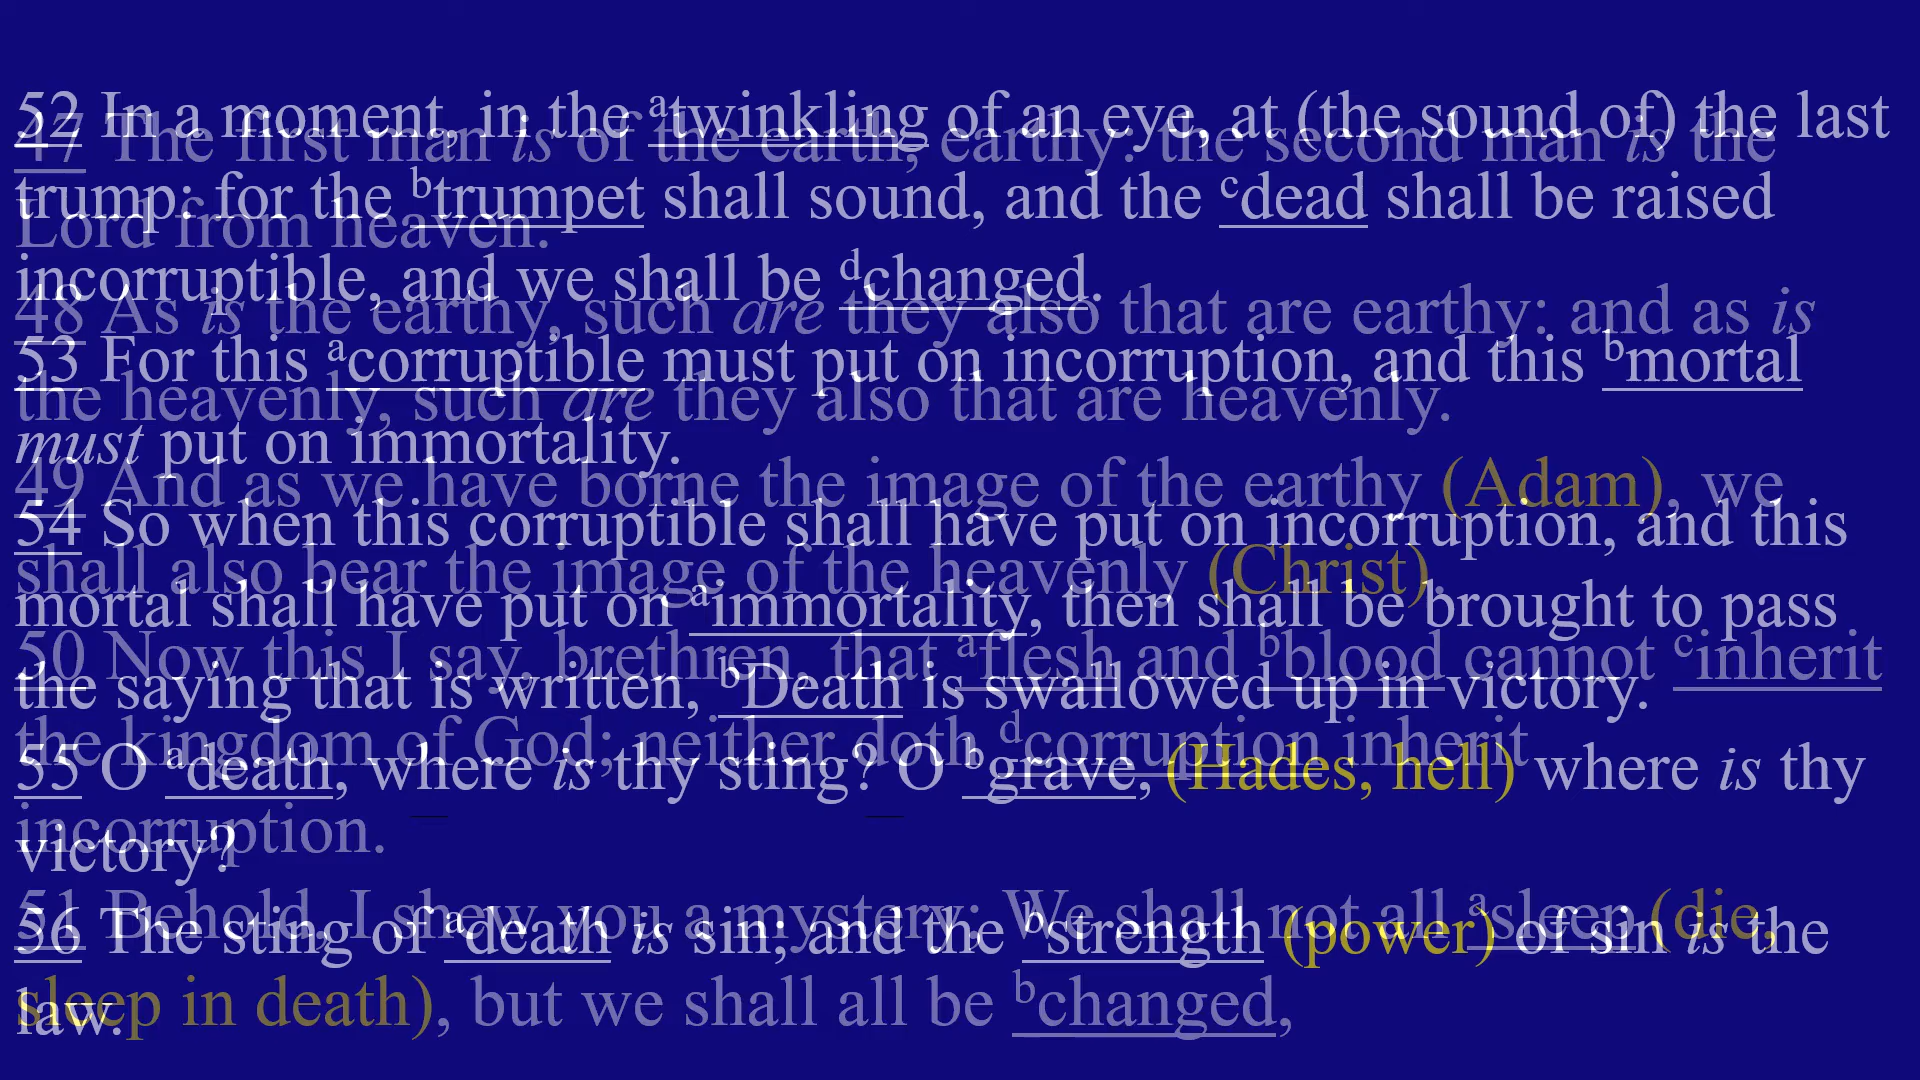 47 The first man is of the earth, earthy: the second man is the
Lord from heaven.
48 As is the earthy, such are they also that are earthy: and as is
the heavenly, such are they also that are heavenly.
49 And as we have borne the image of the earthy (Adam), we
shall also bear the image of the heavenly (Christ).
50 Now this I say, brethren, that aflesh and bblood cannot cinherit
the kingdom of God; neither doth dcorruption inherit
incorruption.
51 Behold, I shew you a mystery; We shall not all asleep (die,
sleep in death), but we shall all be bchanged,
52 In a moment, in the atwinkling of an eye, at (the sound of) the last
trump: for the btrumpet shall sound, and the cdead shall be raised
incorruptible, and we shall be dchanged.
53 For this acorruptible must put on incorruption, and this bmortal
must put on immortality.
54 So when this corruptible shall have put on incorruption, and this
mortal shall have put on aimmortality, then shall be brought to pass
the saying that is written, bDeath is swallowed up in victory.
55 O adeath, where is thy sting? O bgrave, (Hades, hell) where is thy
victory?
56 The sting of adeath is sin; and the bstrength (power) of sin is the
law.